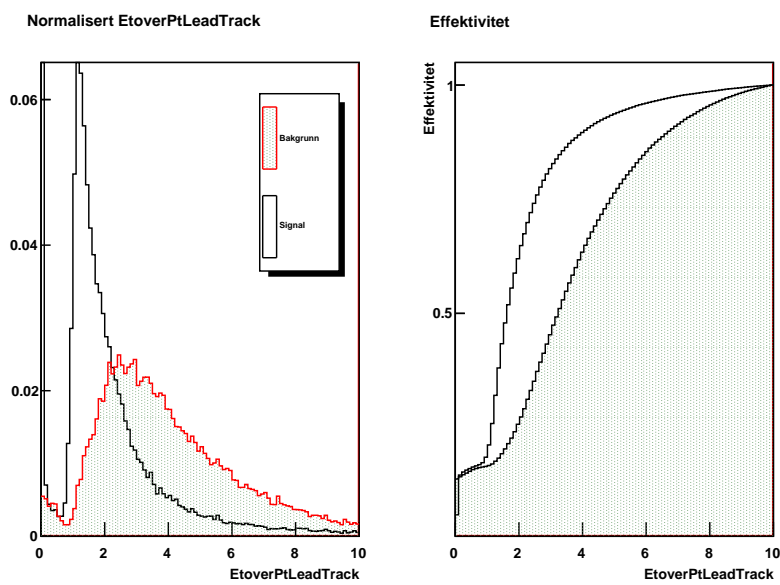 Normalisert EtoverPtLeadTrack
0.06
0.04
0.02
0
0 2 4 6 8 10
EtoverPtLeadTrack
Bakgrunn
Signal
Effektivitet
Effektivitet
1
0.5
0 2 4 6 8 10
EtoverPtLeadTrack